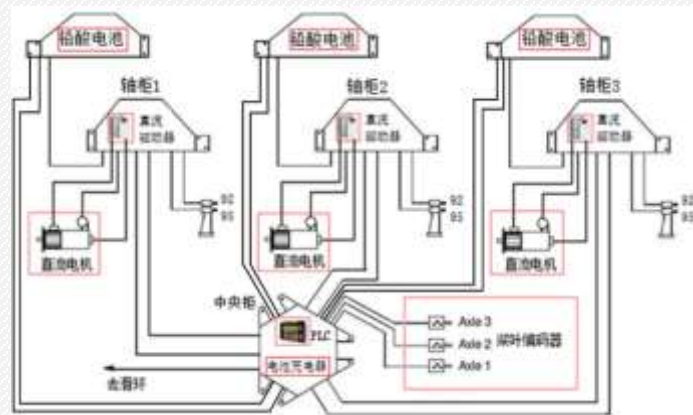 铅酸电池
铅酸电池
铅酸电池
轴柜1
轴柜2
轴柜3
直流
驱动器
直流
驱动器
直流
驱动器
92
95
92
95
92
95
直流电机
直流电机
直流电机
中央柜
PLC
电池充电器
去滑环
Axle 3
Axle 2
Axle 1
桨叶编码器